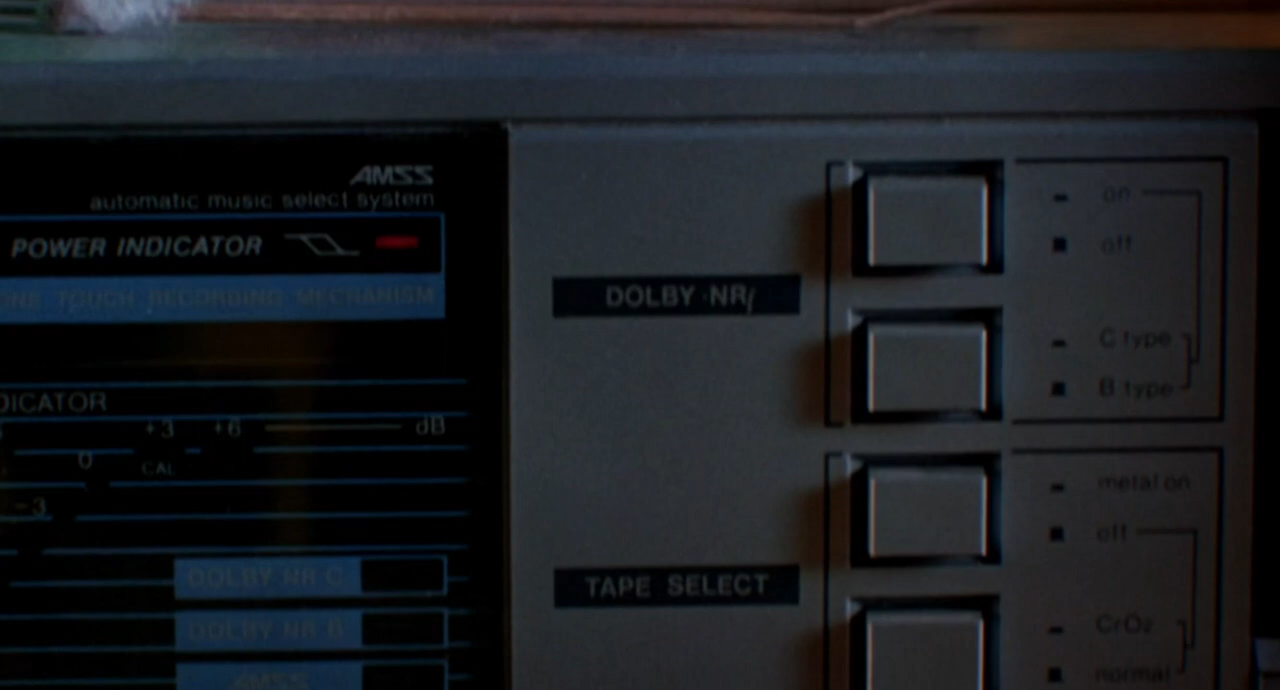 AMSS
automatic music select system
POWER INDICATOR
ONE TOUCH RECORDING MECHANISM
DICATOR
+3 +6 dB
0
CAL
-3
DOLBY NR C
DOLBY NR B
AMSS
DOLBY NR
on
off
C type
B type
TAPE SELECT
metal on
off
CrO2
normal